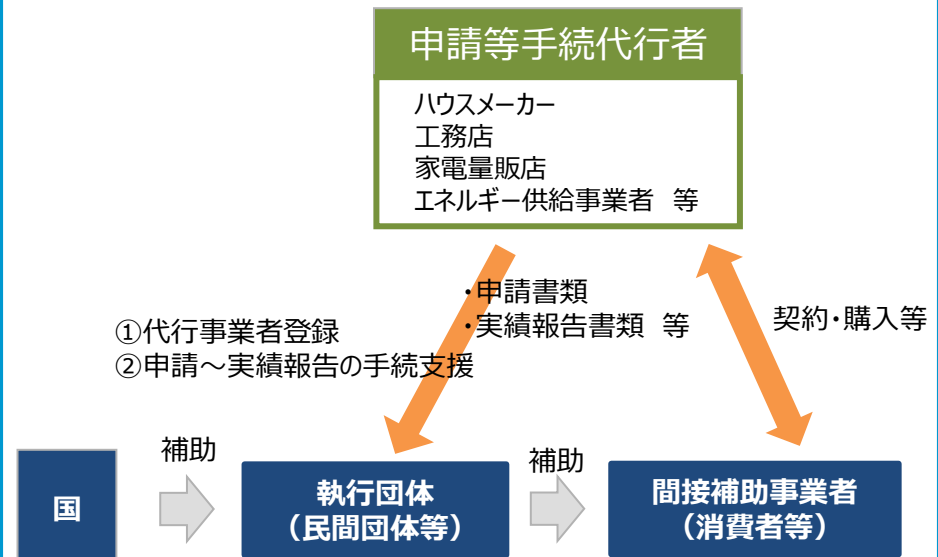 申請等手続代行者
ハウスメーカー
工務店
家電量販店
エネルギー供給事業者 等
・申請書類
・実績報告書類 等
契約・購入等
①代行事業者登録
②申請～実績報告の手続支援
国
補助
執行団体
（民間団体等）
補助
間接補助事業者
（消費者等）